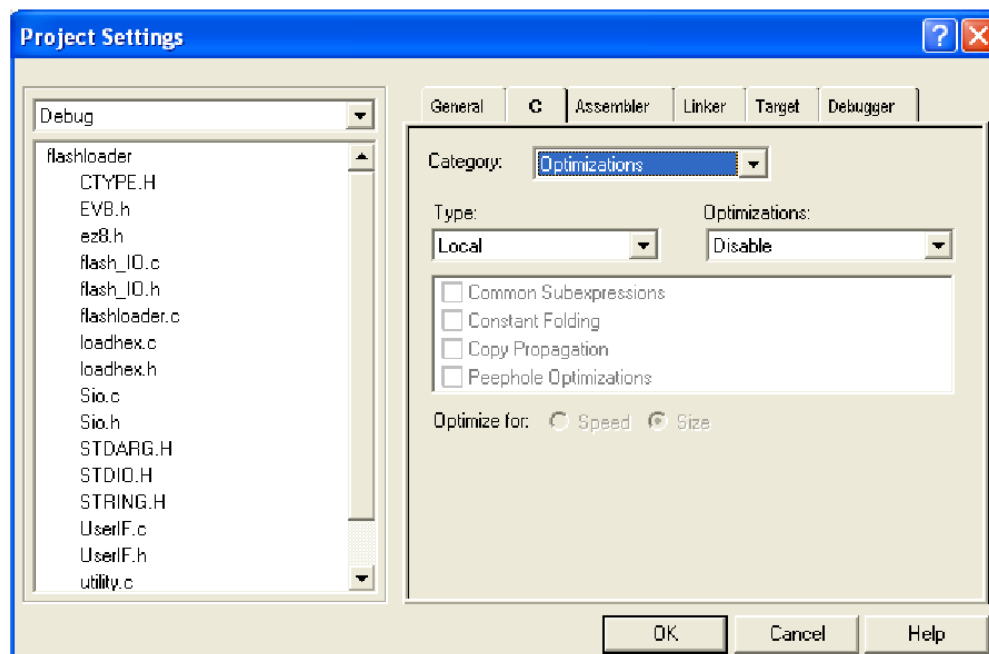 Project Settings
Debug
flashloader
CTYPE.H
EVB.h
ez8.h
flash_IO.c
flash_IO.h
flashloader.c
loadhex.c
loadhex.h
Sio.c
Sio.h
STDARG.H
STDIO.H
STRING.H
UserIF.c
UserIF.h
utility.c
General C Assembler Linker Target Debugger
Category: Optimizations
Type: Optimizations:
Local Disable
Common Subexpressions
Constant Folding
Copy Propagation
Peephole Optimizations
Optimize for: Speed Size
OK Cancel Help